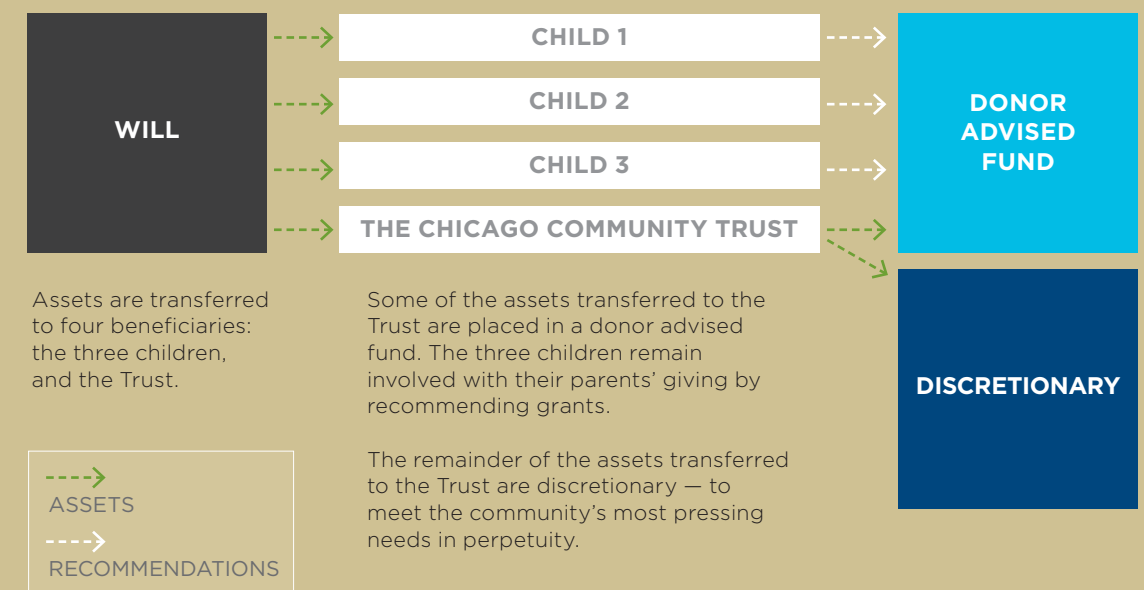 WILL
CHILD 1
CHILD 2
CHILD 3
THE CHICAGO COMMUNITY TRUST
DONOR
ADVISED
FUND
DISCRETIONARY
Assets are transferred
to four beneficiaries:
the three children,
and the Trust.
Some of the assets transferred to the
Trust are placed in a donor advised
fund. The three children remain
involved with their parents’ giving by
recommending grants.
The remainder of the assets transferred
to the Trust are discretionary — to
meet the community’s most pressing
needs in perpetuity.
ASSETS
RECOMMENDATIONS